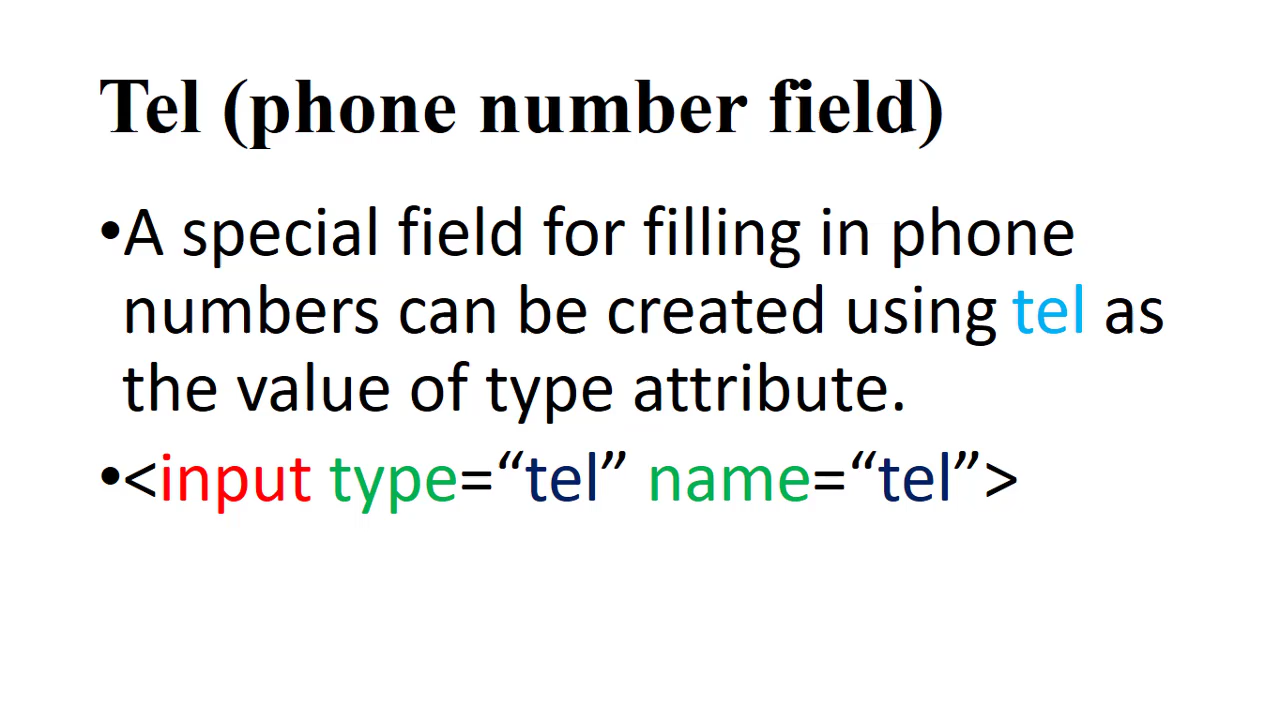 Tel (phone number field)
•A special field for filling in phone
numbers can be created using tel as
the value of type attribute.
•<input type=“tel” name=“tel”>